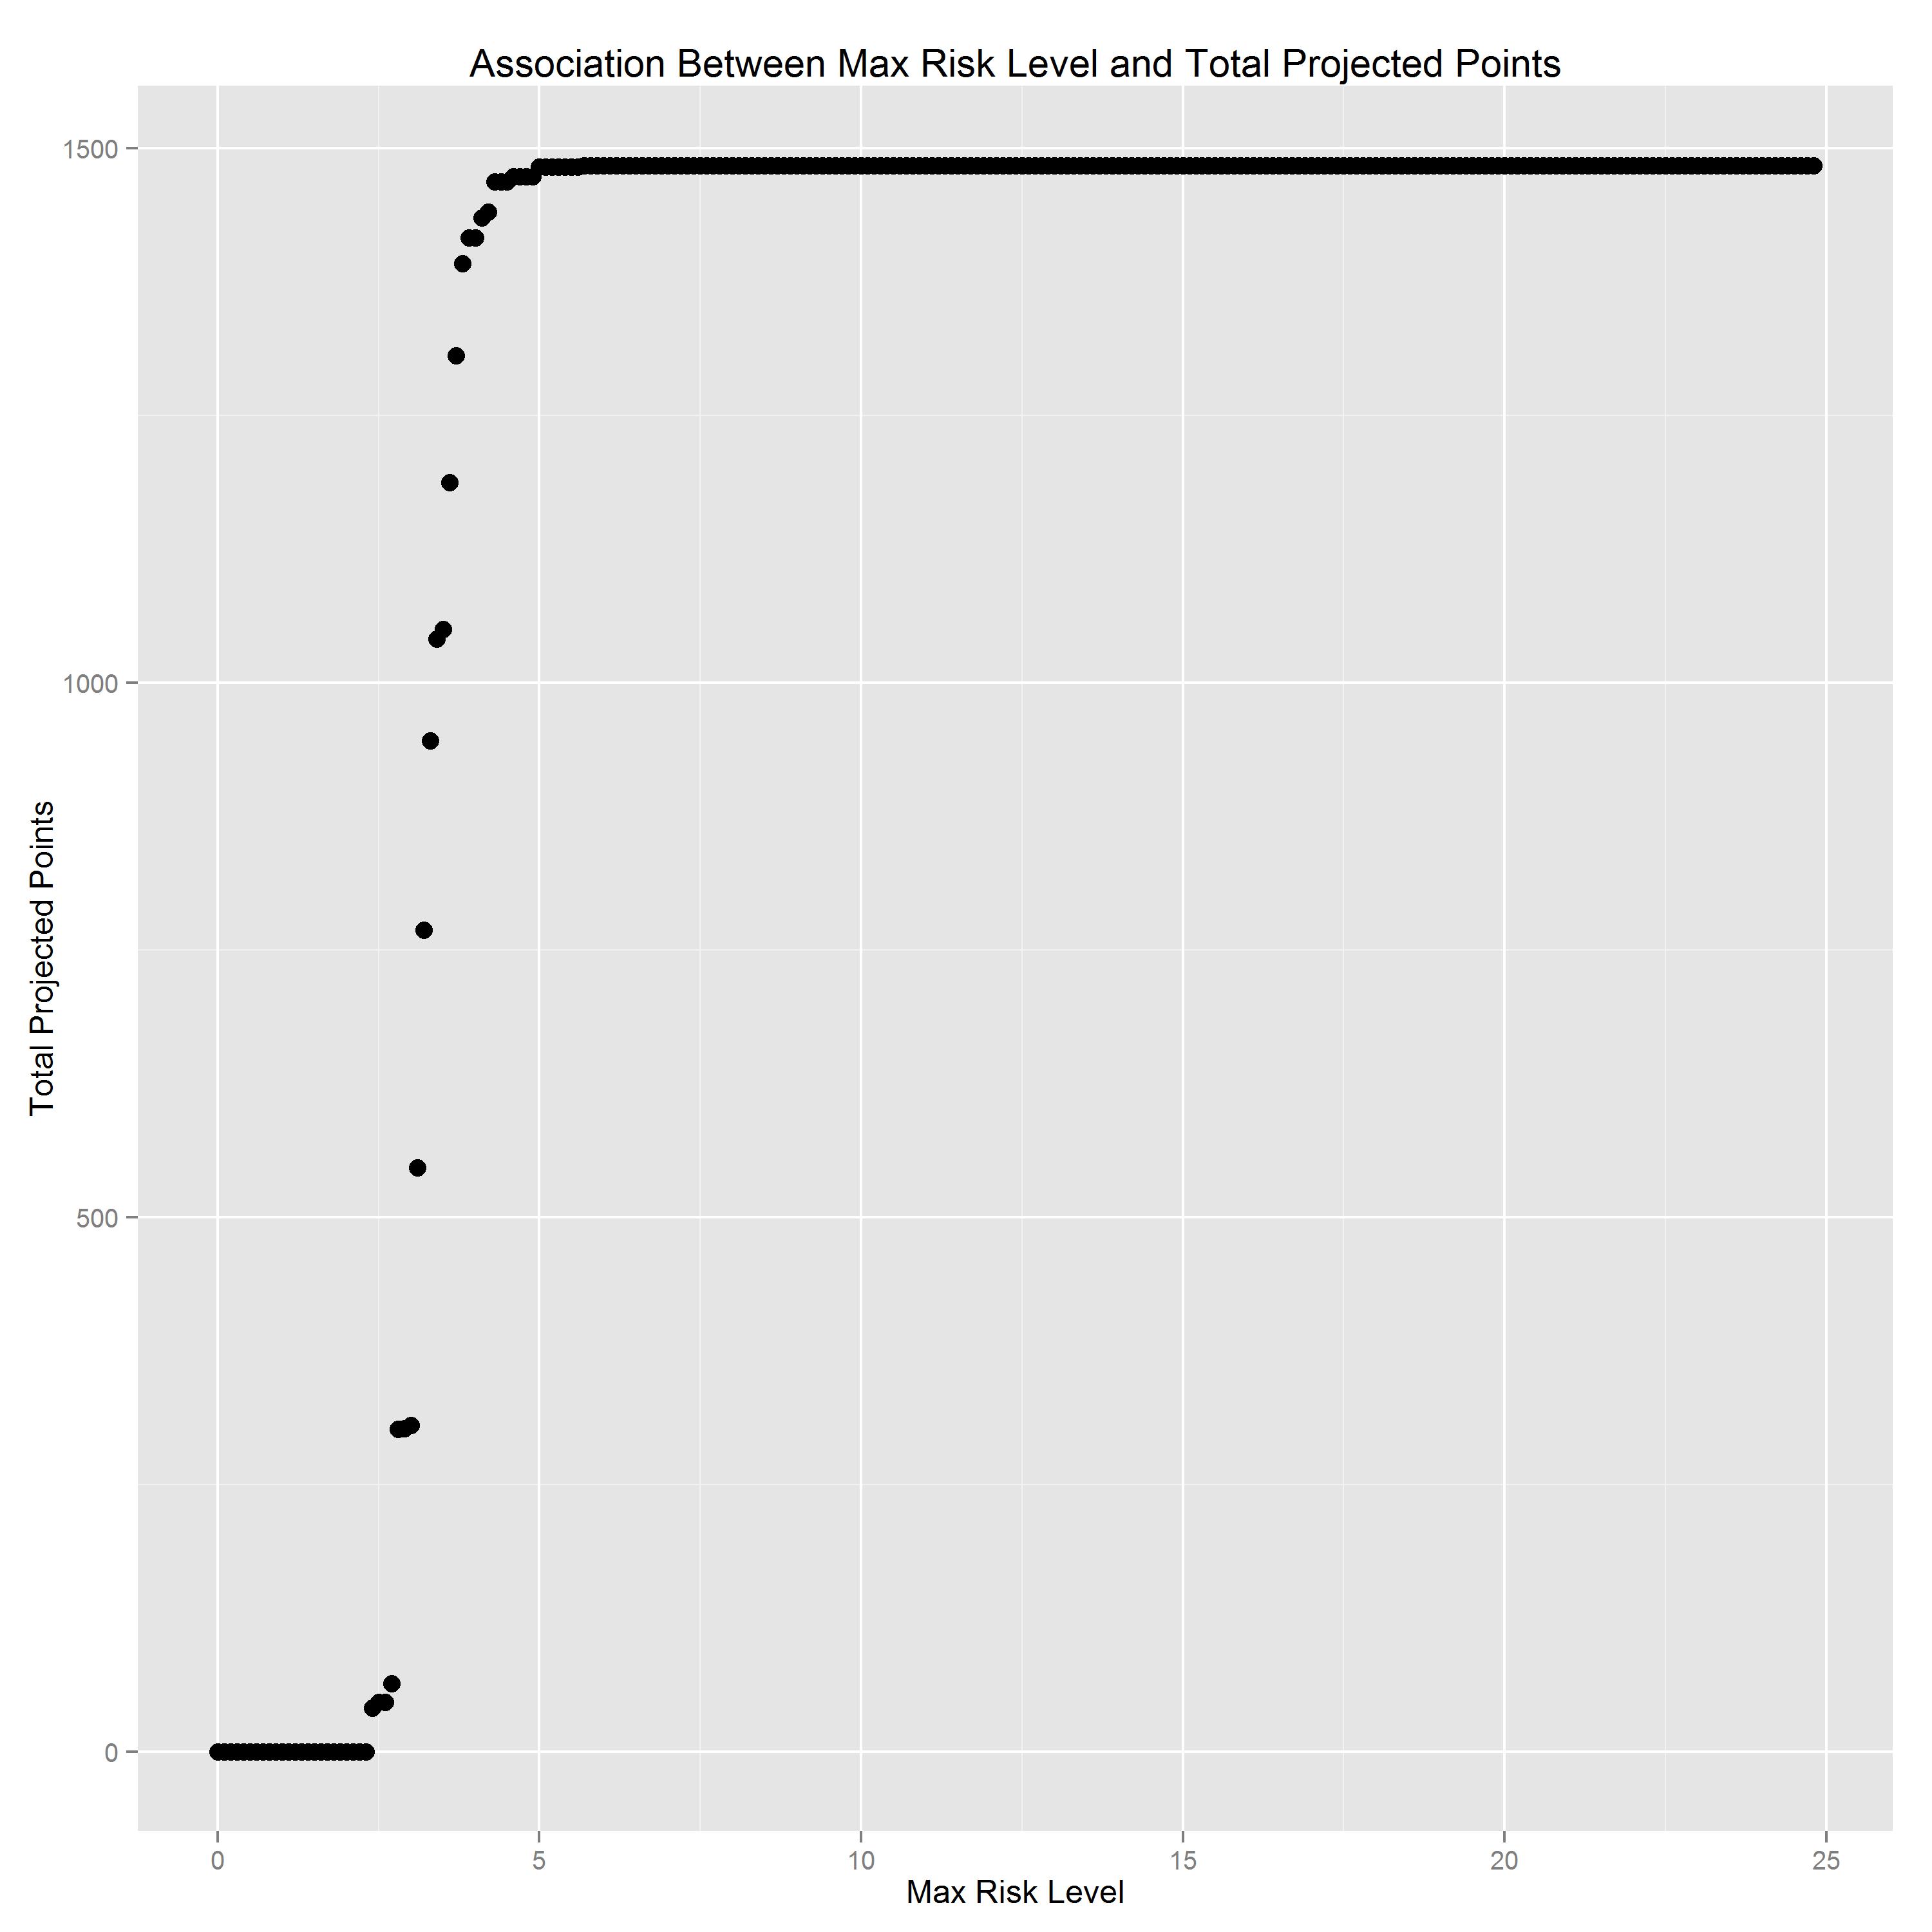 Association Between Max Risk Level and Total Projected Points
Total Projected Points
1500
1000
500
0
0 5 10 15 20 25
Max Risk Level